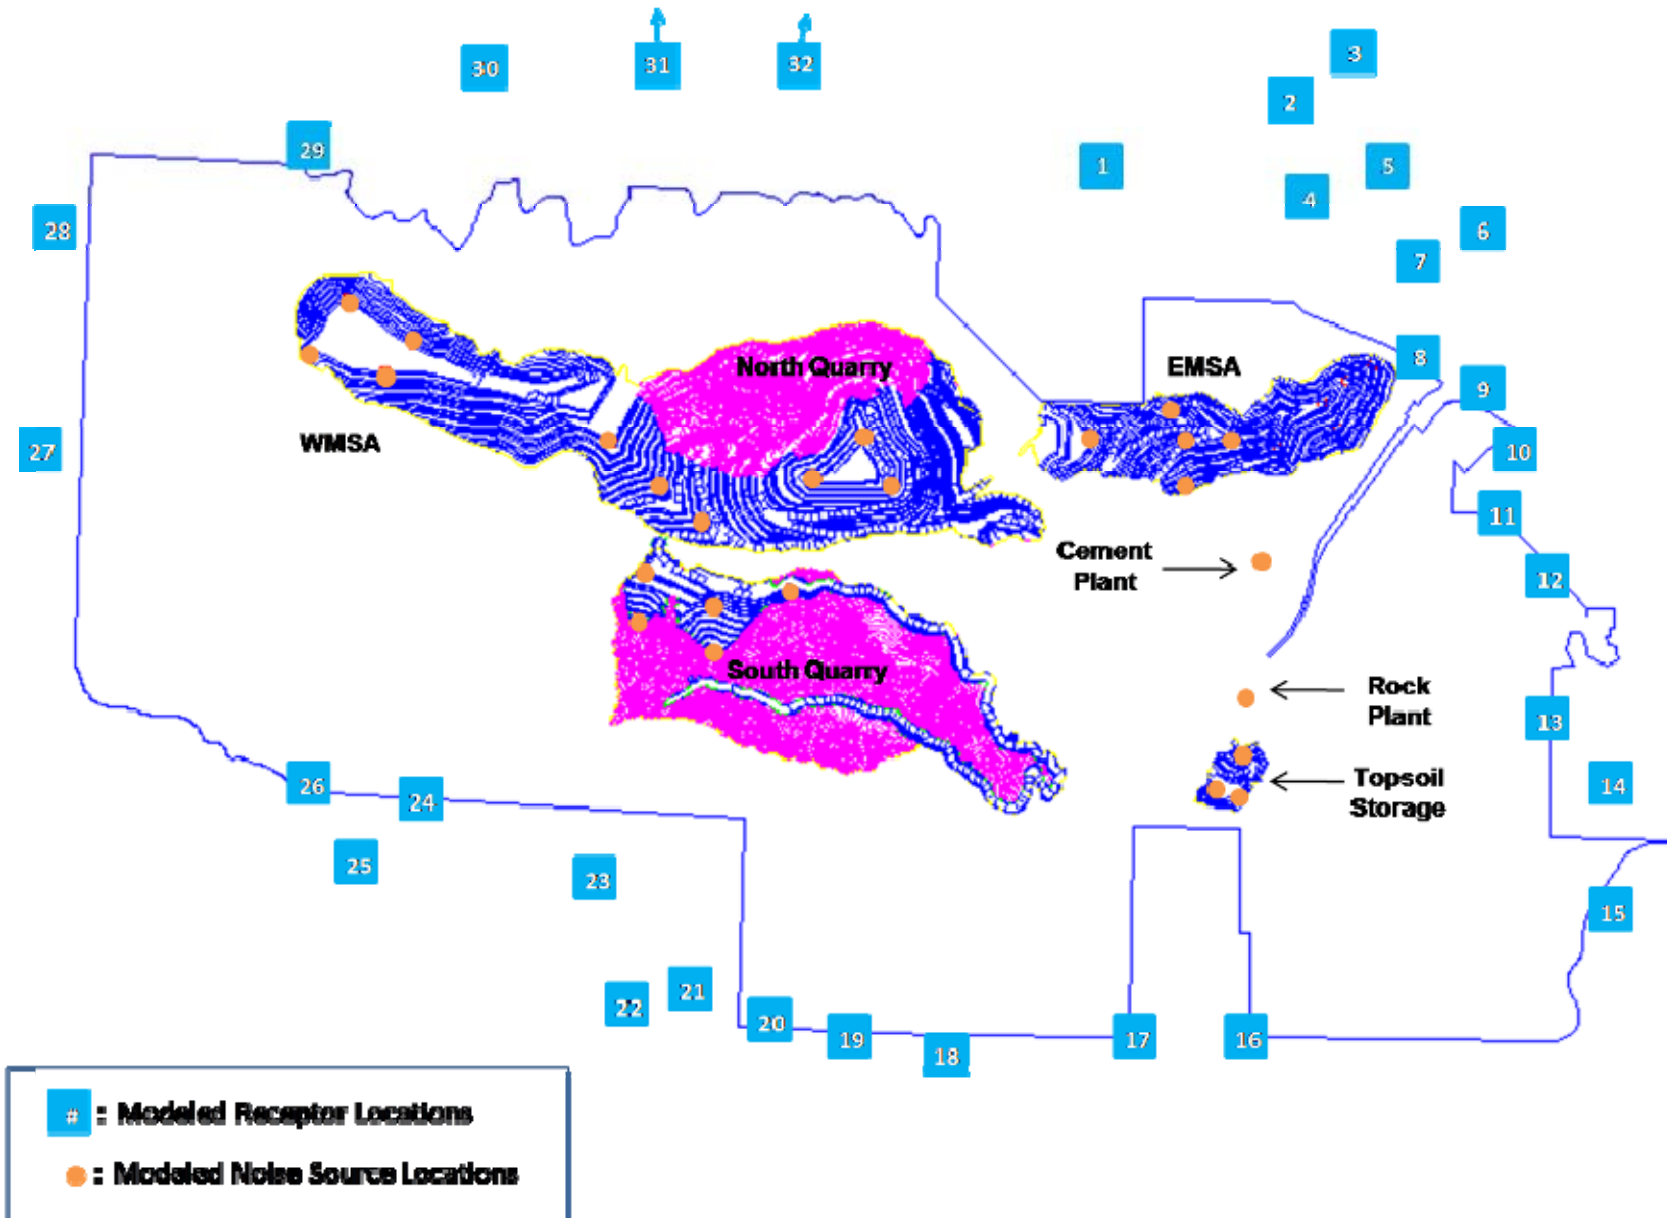 31
32
3
30
2
29
1
5
4
28
6
7
8
North Quarry
EMSA
9
WMSA
27
10
11
Cement
Plant
12
South Quarry
Rock
Plant
13
26
24
Topsoil
Storage
14
25
23
15
22
21
20
19
18
17
16
# : Modeled Receptor Locations
: Modeled Noise Source Locations